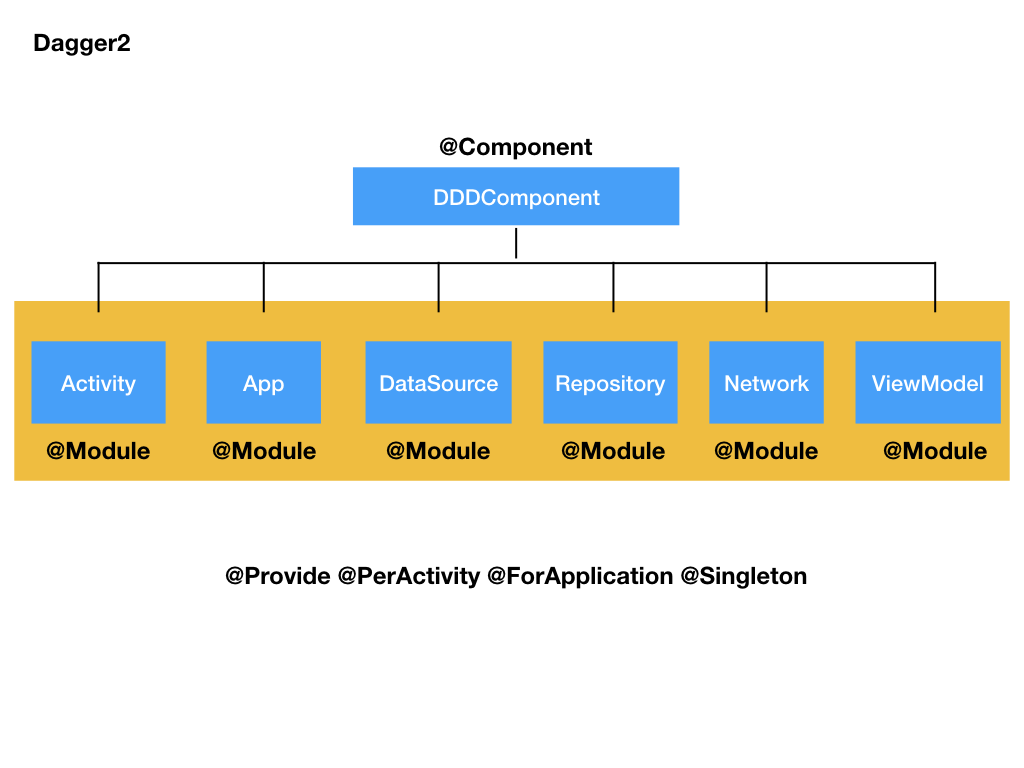 Dagger2
@Component
DDDComponent
Activity App DataSource Repository Network ViewModel
@Module @Module @Module @Module @Module @Module
@Provide @PerActivity @ForApplication @Singleton